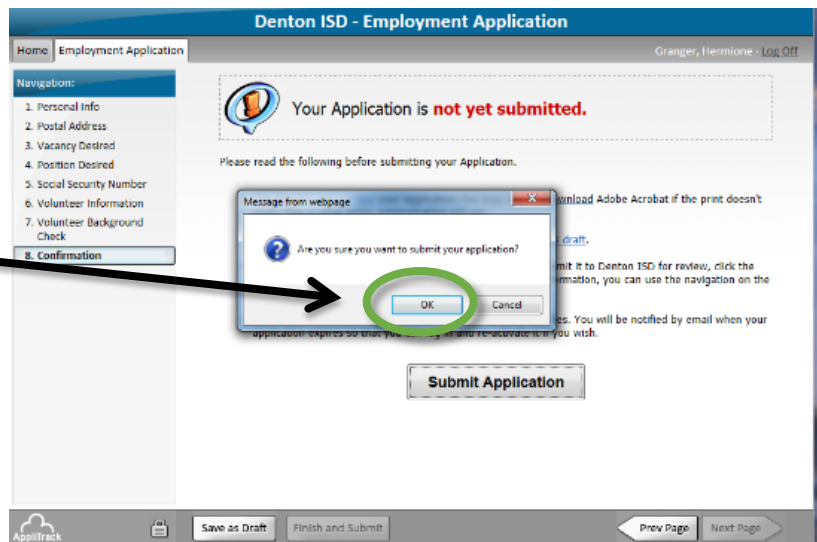 Denton ISD - Employment Application
Home Employment Application Granger, Hermione - Log Off
Navigation:
1. Personal Info
2. Postal Address
3. Vacancy Desired
4. Position Desired
5. Social Security Number
6. Volunteer Information
7. Volunteer Background
Check
8. Confirmation
Your Application is not yet submitted.
Please read the following before submitting your Application.
download Adobe Acrobat if the print doesn't
draft.
mit it to Denton ISD for review, click the
ormation, you can use the navigation on the
es. You will be notified by email when your
application expires so that you can log in and re-activate it if you wish.
Message from webpage
Are you sure you want to submit your application?
OK Cancel
Submit Application
AppliTrack
Save as Draft Finish and Submit Prev Page Next Page